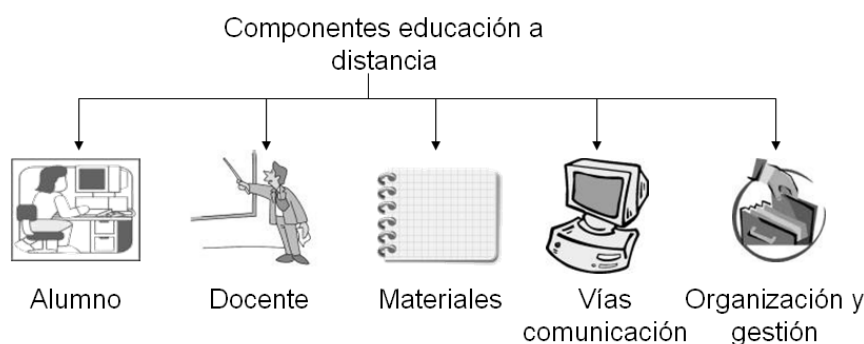 Componentes educación a
distancia
Alumno
Docente
Materiales
Vías
comunicación
Organización y
gestión